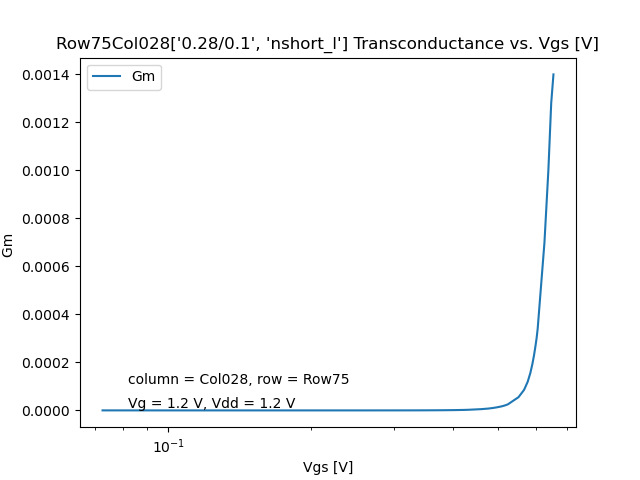 Row75Col028['0.28/0.1', 'nshort_l'] Transconductance vs. Vgs [V]
Gm
0.0014
0.0012
0.0010
0.0008
0.0006
0.0004
0.0002
0.0000
Gm
column = Col028, row = Row75
Vg = 1.2 V, Vdd = 1.2 V
10⁻¹
Vgs [V]